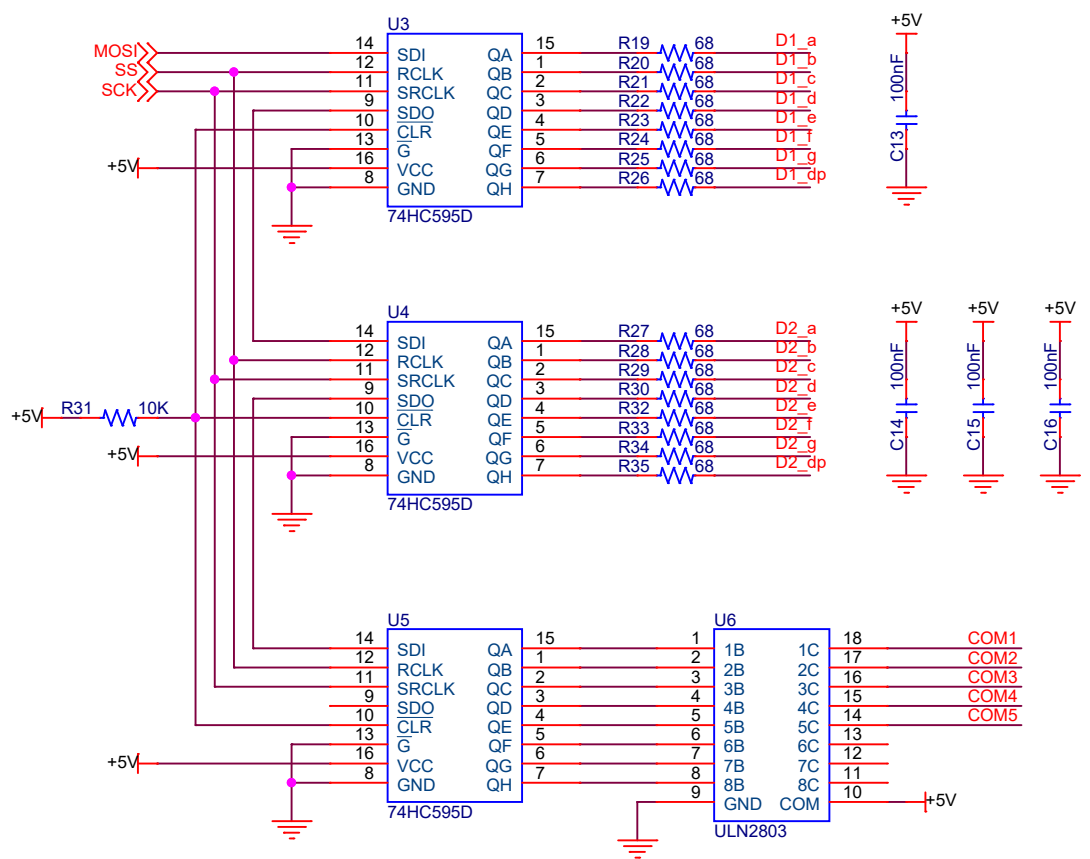 U3
MOSI
SS
SCK
+5V
14 SDI QA 15 R19 68 D1_a
12 RCLK QB 1 R20 68 D1_b
11 SRCLK QC 2 R21 68 D1_c
9 SDO QD 3 R22 68 D1_d
10 CLR QE 4 R23 68 D1_e
13 G QF 5 R24 68 D1_f
16 VCC QG 6 R25 68 D1_g
8 GND QH 7 R26 68 D1_dp
74HC595D
+5V
100nF
C13
U4
14 SDI QA 15 R27 68 D2_a
12 RCLK QB 1 R28 68 D2_b
11 SRCLK QC 2 R29 68 D2_c
9 SDO QD 3 R30 68 D2_d
+5V R31 10K
10 CLR QE 4 R32 68 D2_e
13 G QF 5 R33 68 D2_f
+5V
16 VCC QG 6 R34 68 D2_g
8 GND QH 7 R35 68 D2_dp
74HC595D
+5V
100nF
C14
+5V
100nF
C15
+5V
100nF
C16
U5
14 SDI QA 15
12 RCLK QB 1
11 SRCLK QC 2
9 SDO QD 3
10 CLR QE 4
13 G QF 5
+5V
16 VCC QG 6
8 GND QH 7
74HC595D
U6
1 1B 1C 18 COM1
2 2B 2C 17 COM2
3 3B 3C 16 COM3
4 4B 4C 15 COM4
5 5B 5C 14 COM5
6 6B 6C 13
7 7B 7C 12
8 8B 8C 11
9 GND COM 10 +5V
ULN2803